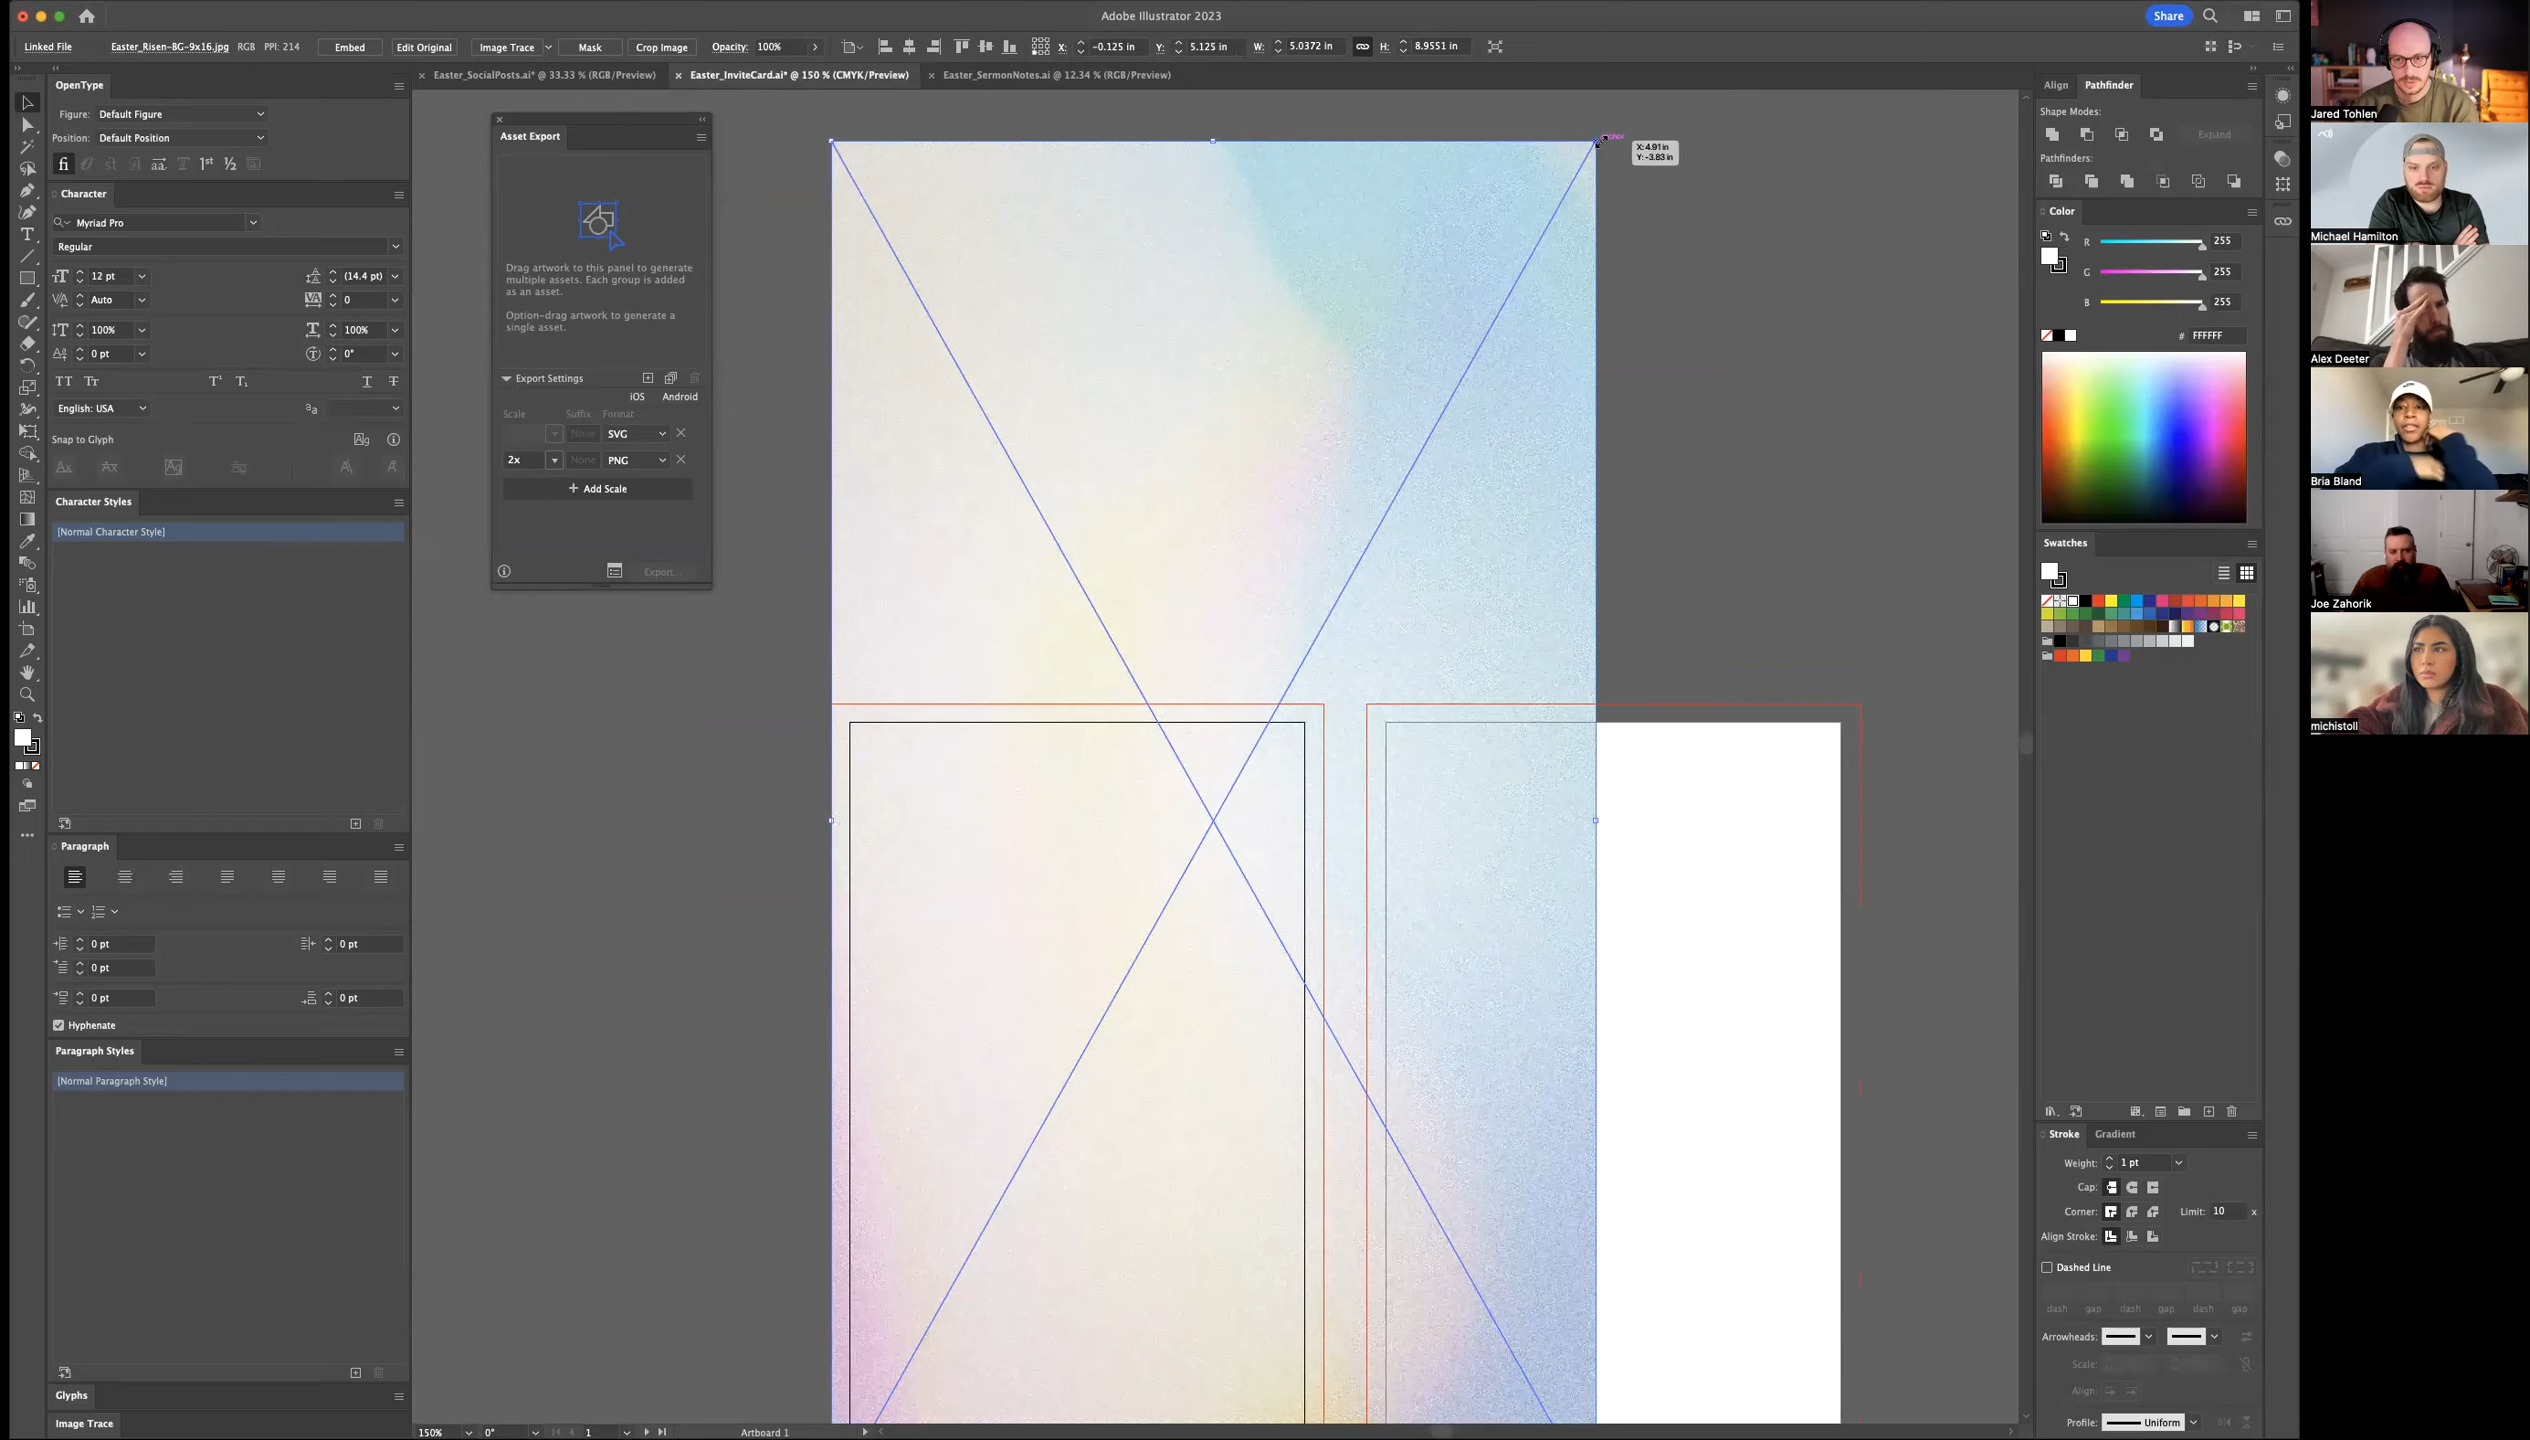 Adobe Illustrator 2023
Share
Linked File
Easter_Risen-BG-9x16.jpg
RGB
PPI: 214
Embed
Edit Original
Image Trace
Mask
Crop Image
Opacity: 100%
X: -0.125 in
Y: 5.125 in
W: 5.0372 in
H: 8.9551 in
Easter_SocialPosts.ai* @ 33.33 % (RGB/Preview)
Easter_InviteCard.ai* @ 150 % (CMYK/Preview)
Easter_SermonNotes.ai @ 12.34 % (RGB/Preview)
OpenType
Figure: Default Figure
Position: Default Position
Character
Myriad Pro
Regular
12 pt
(14.4 pt)
Auto
0
100%
100%
0 pt
0°
English: USA
Snap to Glyph
Character Styles
[Normal Character Style]
Paragraph
0 pt
0 pt
0 pt
0 pt
0 pt
Hyphenate
Paragraph Styles
[Normal Paragraph Style]
Glyphs
Image Trace
Asset Export
Drag artwork to this panel to generate
multiple assets. Each group is added
as an asset.
Option-drag artwork to generate a
single asset.
Export Settings
iOS
Android
Scale
Suffix
Format
None
SVG
2x
None
PNG
+ Add Scale
Export...
X: 4.91 in
Y: -3.83 in
150%
0°
1
Artboard 1
Align
Pathfinder
Shape Modes:
Expand
Pathfinders:
Color
R
255
G
255
B
255
# FFFFFF
Swatches
Stroke
Gradient
Weight:
1 pt
Cap:
Corner:
Limit: 10
x
Align Stroke:
Dashed Line
dash
gap
dash
gap
dash
gap
Arrowheads:
Scale:
Align:
Profile:
Uniform
Jared Tohlen
Michael Hamilton
Alex Deeter
Bria Bland
Joe Zahorik
michistoll